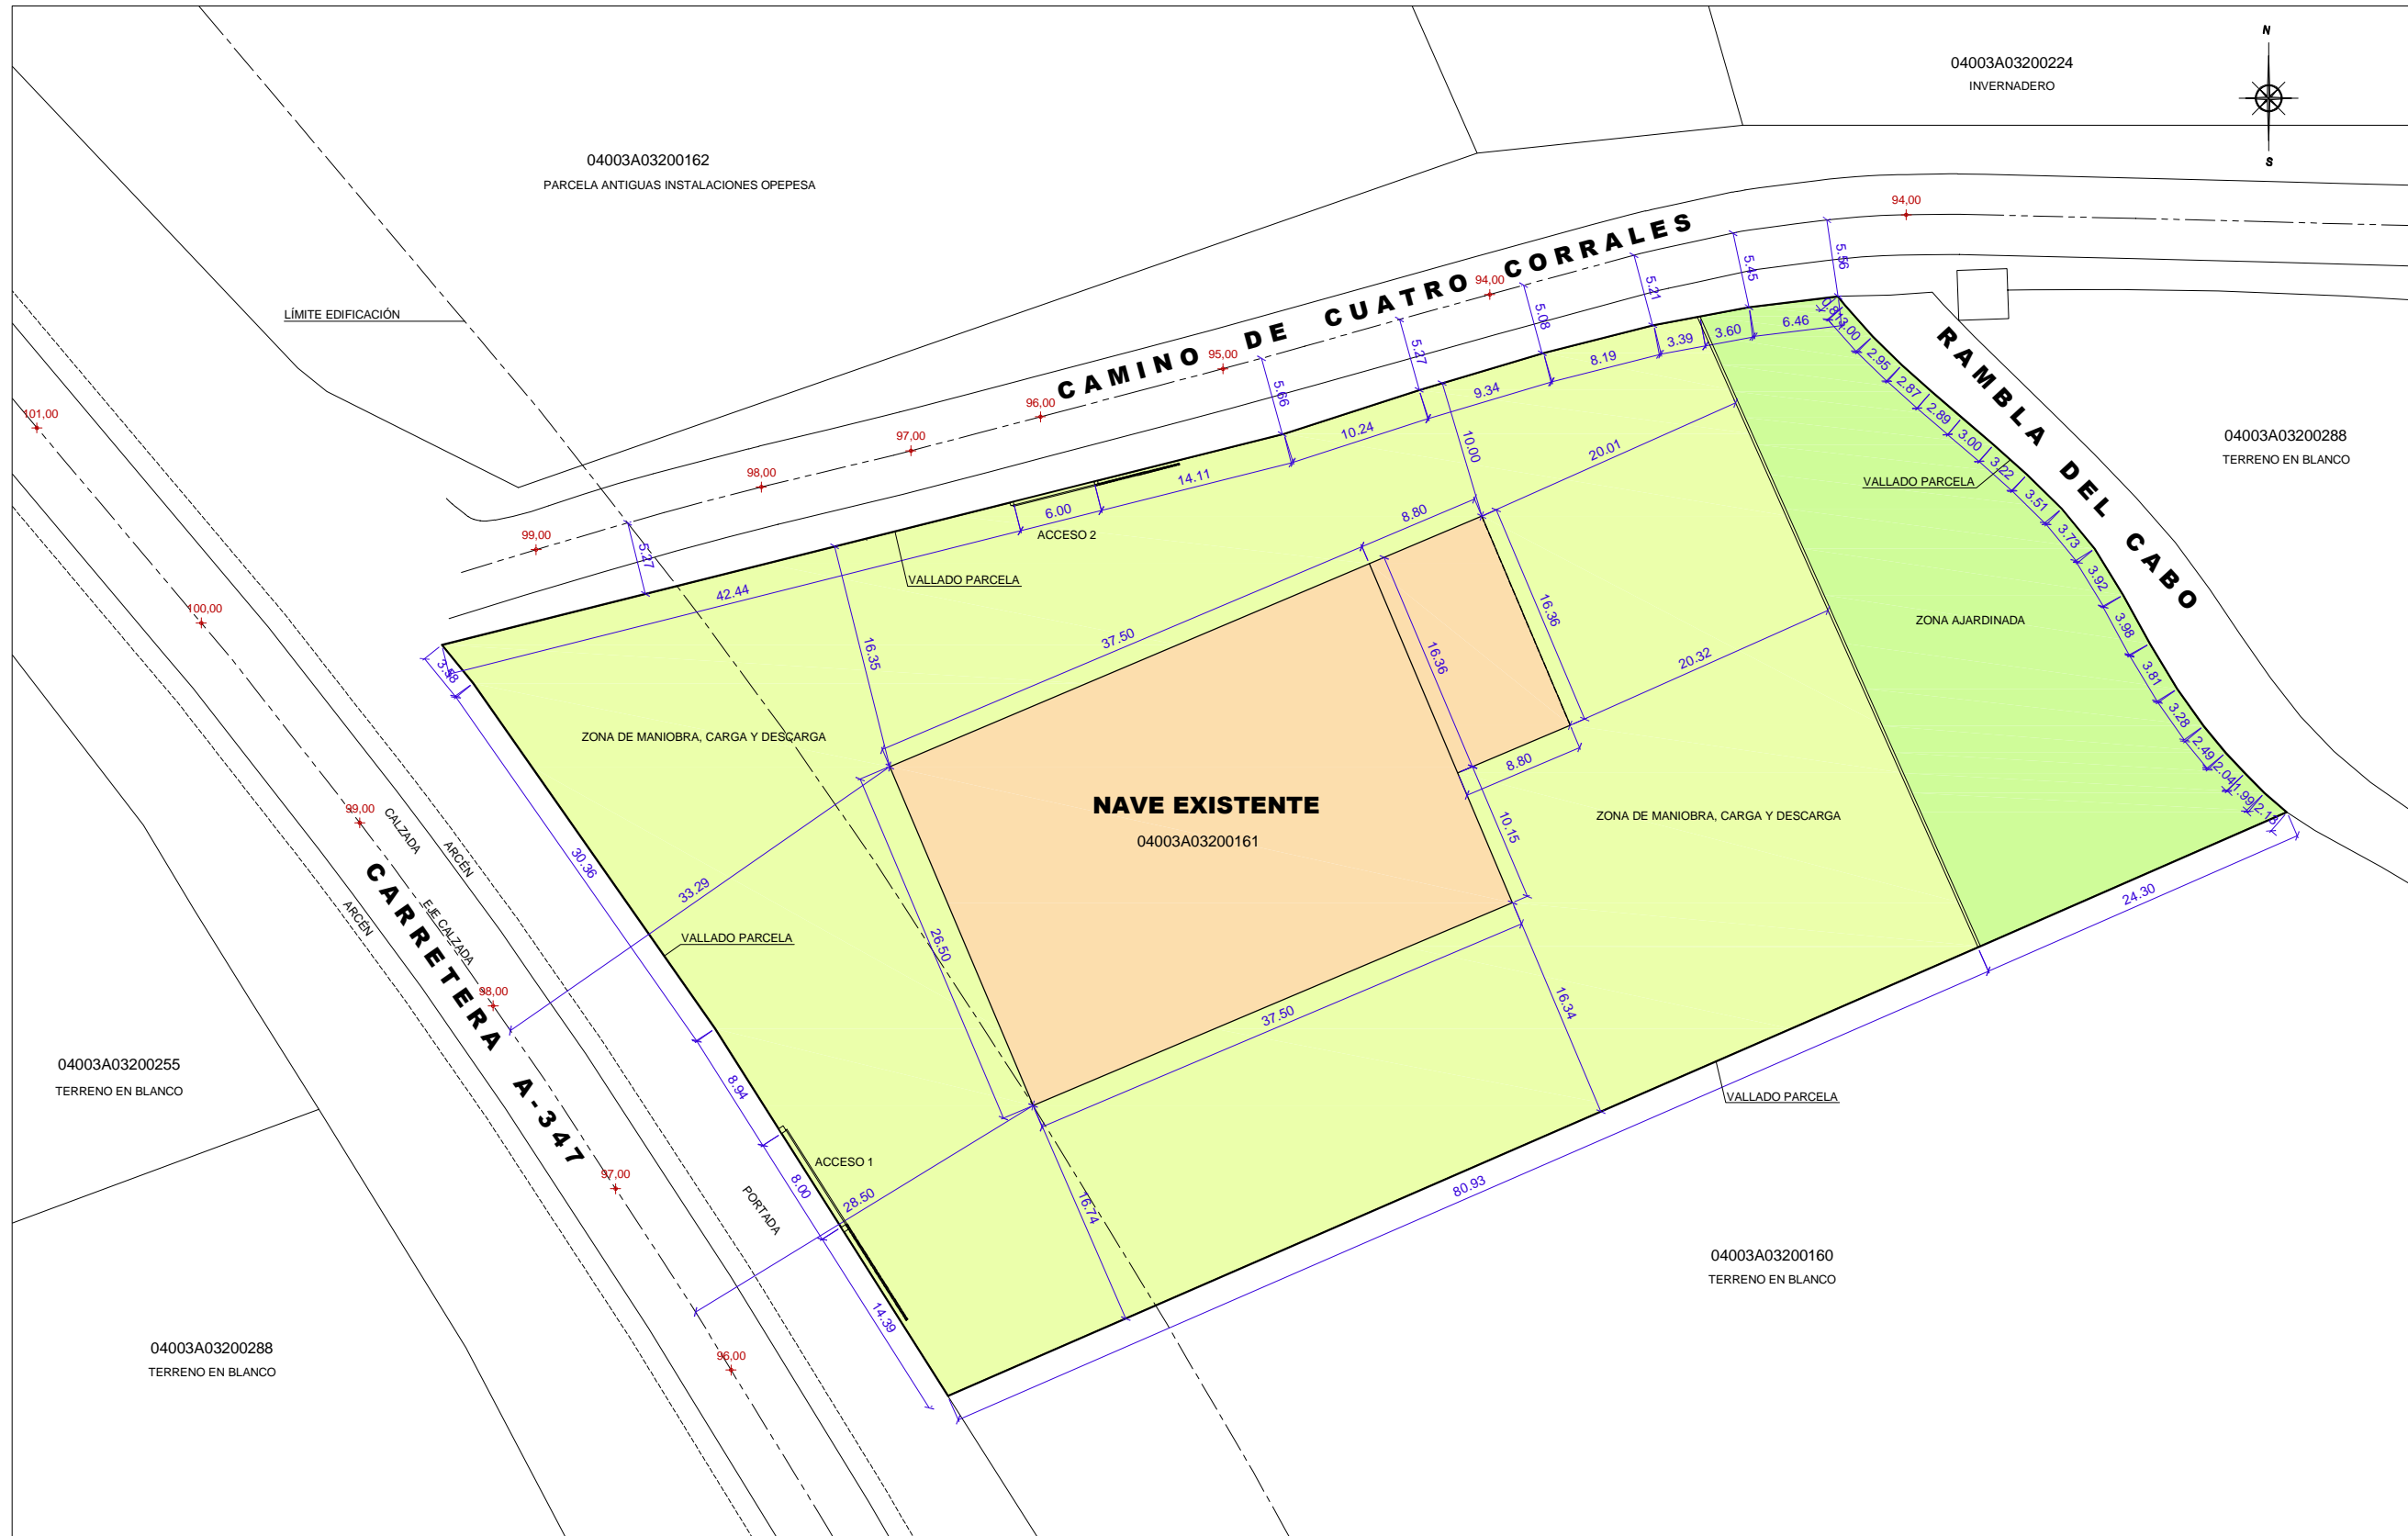 N
S
04003A03200224
INVERNADERO
04003A03200162
PARCELA ANTIGUAS INSTALACIONES OPEPESA
LÍMITE EDIFICACIÓN
CAMINO DE CUATRO CORRALES
94,00
94,00
95,00
96,00
97,00
98,00
99,00
101,00
100,00
99,00
98,00
97,00
96,00
5.27
5.66
5.27
5.08
5.21
5.45
5.56
RAMBLA DEL CABO
04003A03200288
TERRENO EN BLANCO
VALLADO PARCELA
42.44
6.00
14.11
10.24
9.34
8.19
3.39
3.60
6.46
0.81
3.00
2.95
2.87
2.89
3.00
3.22
3.51
3.73
3.92
3.98
3.81
3.28
2.49
2.04
1.99
2.13
ACCESO 2
VALLADO PARCELA
10.00
20.01
8.80
37.50
16.35
16.36
16.36
20.32
8.80
10.15
ZONA AJARDINADA
3.58
ZONA DE MANIOBRA, CARGA Y DESCARGA
NAVE EXISTENTE
04003A03200161
ZONA DE MANIOBRA, CARGA Y DESCARGA
30.36
33.29
26.50
VALLADO PARCELA
37.50
16.34
24.30
CALZADA
ARCÉN
EJE CALZADA
ARCÉN
CARRETERA A-347
8.94
ACCESO 1
8.00
28.50
16.74
PORTADA
14.39
80.93
VALLADO PARCELA
04003A03200255
TERRENO EN BLANCO
04003A03200160
TERRENO EN BLANCO
04003A03200288
TERRENO EN BLANCO